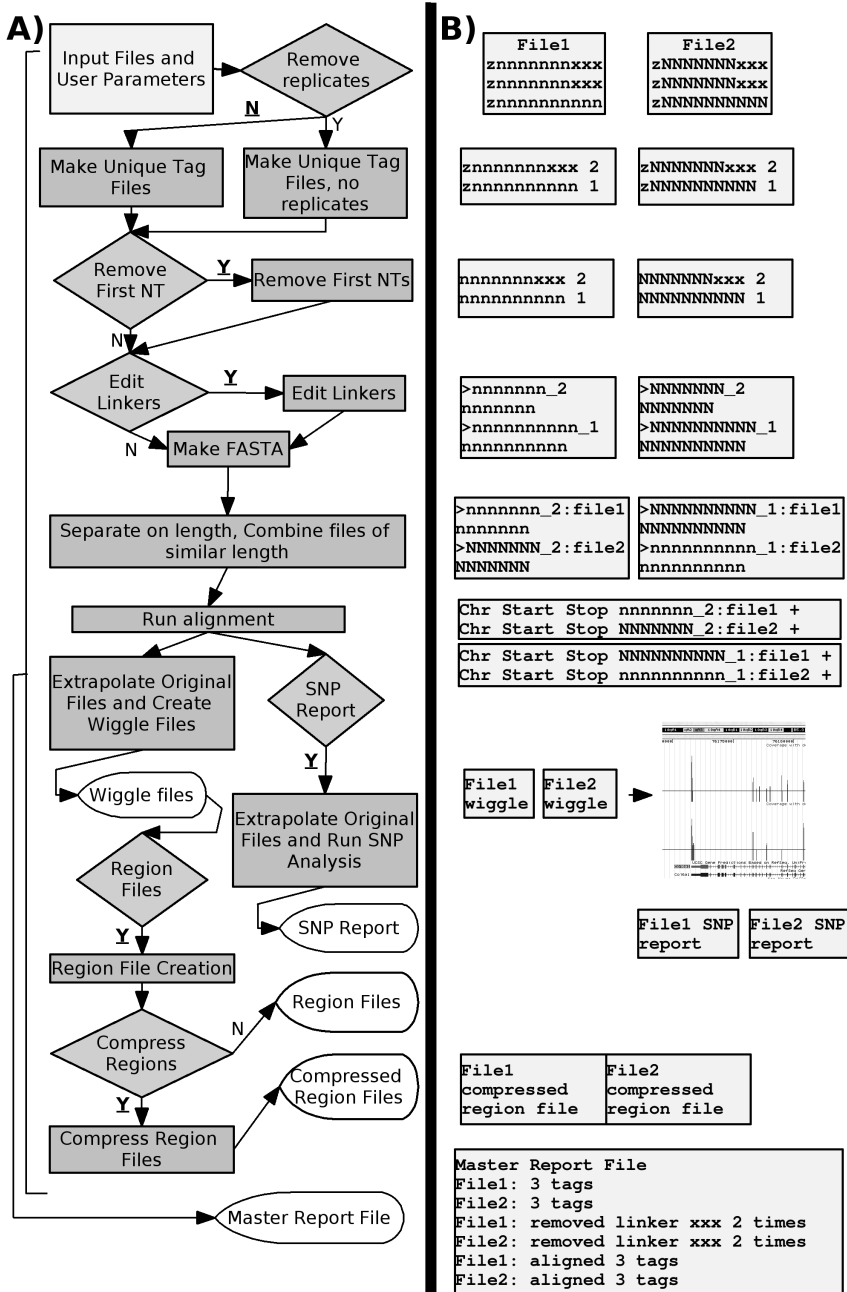 A)
Input Files and
User Parameters
Remove
replicates
N
Y
Make Unique Tag
Files
Make Unique Tag
Files, no
replicates
Remove
First NT
Y
Remove First NTs
N
Edit
Linkers
Y
Edit Linkers
N
Make FASTA
Separate on length, Combine files of
similar length
Run alignment
Extrapolate Original
Files and Create
Wiggle Files
SNP
Report
Y
Wiggle files
Extrapolate Original
Files and Run SNP
Analysis
Region
Files
Y
SNP Report
Region File Creation
Compress
Regions
N
Region Files
Y
Compressed
Region Files
Compress Region
Files
Master Report File
B)
File1
znnnnnnnxxx
znnnnnnnxxx
znnnnnnnnnn
File2
zNNNNNNNxxx
zNNNNNNNxxx
zNNNNNNNNNN
znnnnnnnxxx 2
znnnnnnnnnn 1
zNNNNNNNxxx 2
zNNNNNNNNNN 1
nnnnnnnxxx 2
nnnnnnnnnn 1
NNNNNNNxxx 2
NNNNNNNNNN 1
>nnnnnnn_2
nnnnnnn
>nnnnnnnnnn_1
nnnnnnnnnn
>NNNNNNN_2
NNNNNNN
>NNNNNNNNNN_1
NNNNNNNNNN
>nnnnnnn_2:file1
nnnnnnn
>NNNNNNN_2:file2
NNNNNNN
>NNNNNNNNNN_1:file1
NNNNNNNNNN
>nnnnnnnnnn_1:file2
nnnnnnnnnn
Chr Start Stop nnnnnnn_2:file1 +
Chr Start Stop NNNNNNN_2:file2 +
Chr Start Stop NNNNNNNNNN_1:file1 +
Chr Start Stop nnnnnnnnnn_1:file2 +
File1
wiggle
File2
wiggle
File1 SNP
report
File2 SNP
report
File1
compressed
region file
File2
compressed
region file
Master Report File
File1: 3 tags
File2: 3 tags
File1: removed linker xxx 2 times
File2: removed linker xxx 2 times
File1: aligned 3 tags
File2: aligned 3 tags